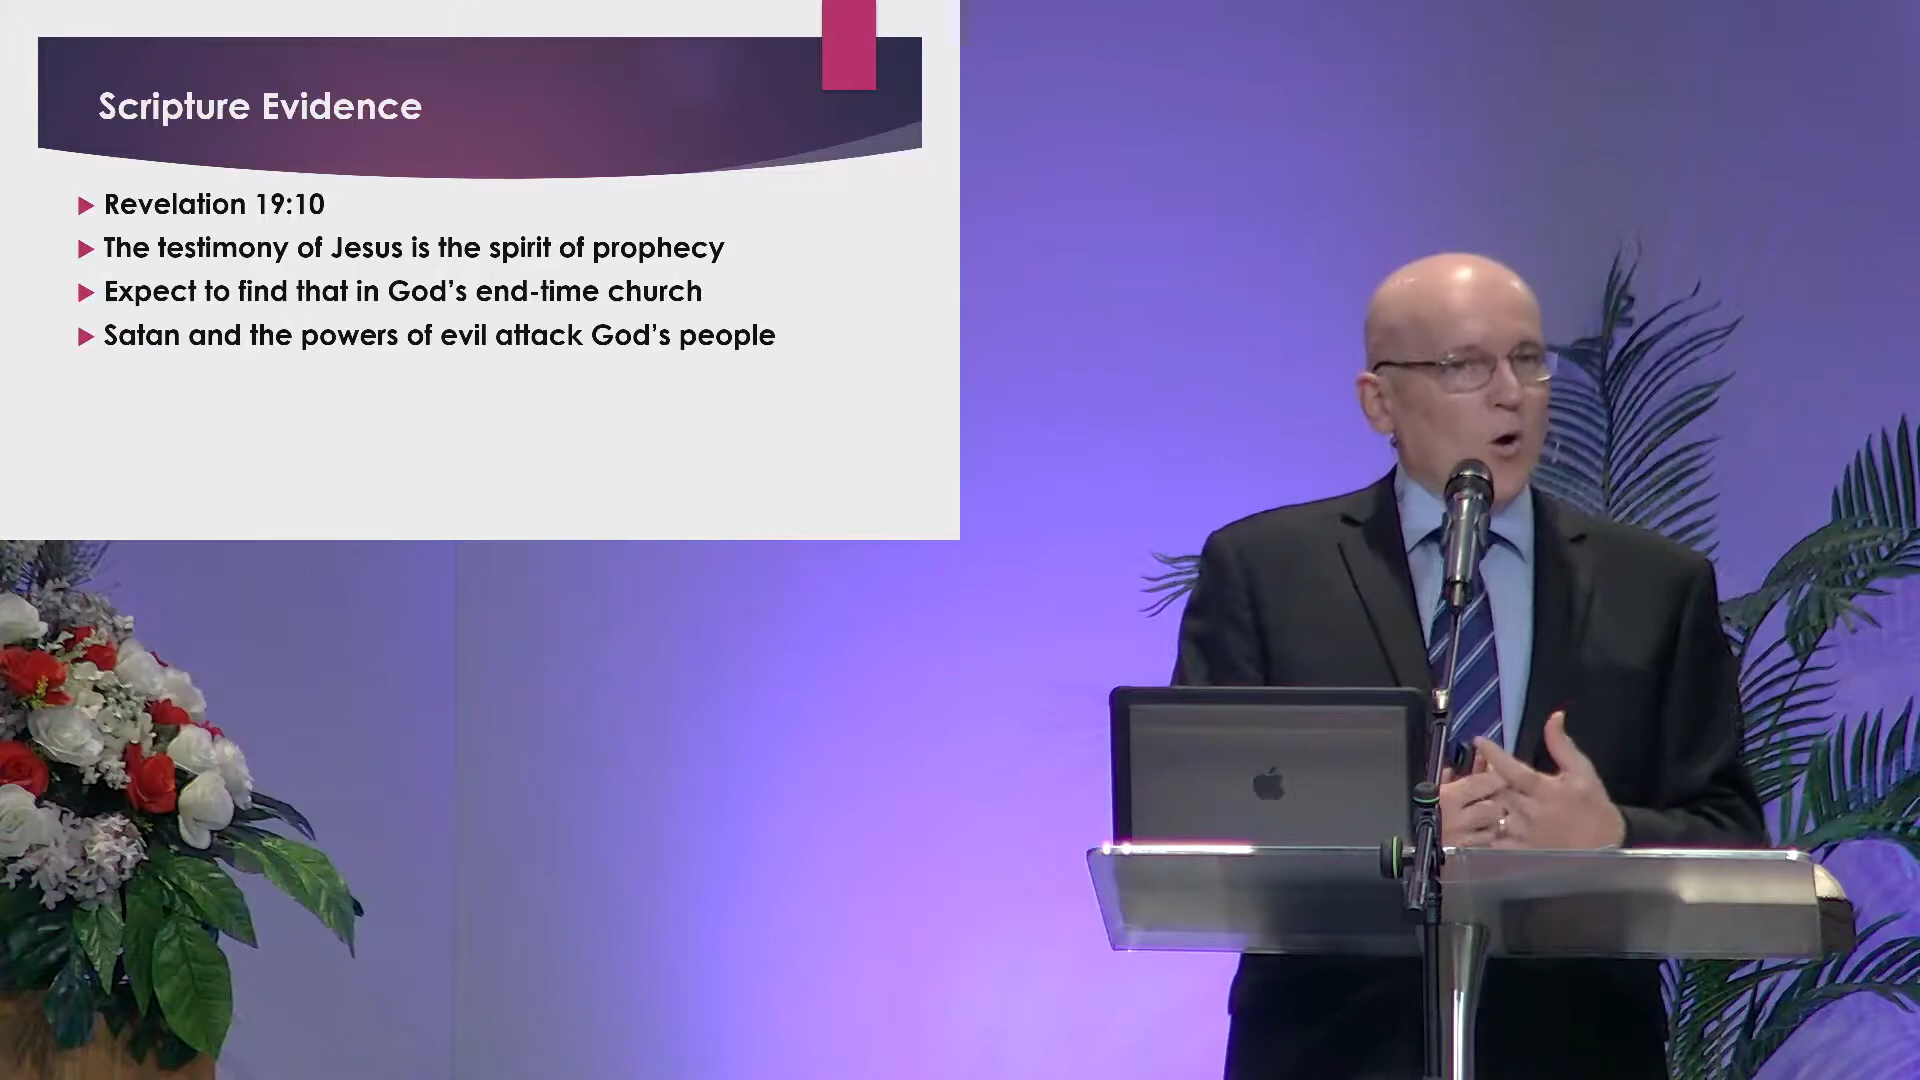 Scripture Evidence
Revelation 19:10
The testimony of Jesus is the spirit of prophecy
Expect to find that in God’s end-time church
Satan and the powers of evil attack God’s people